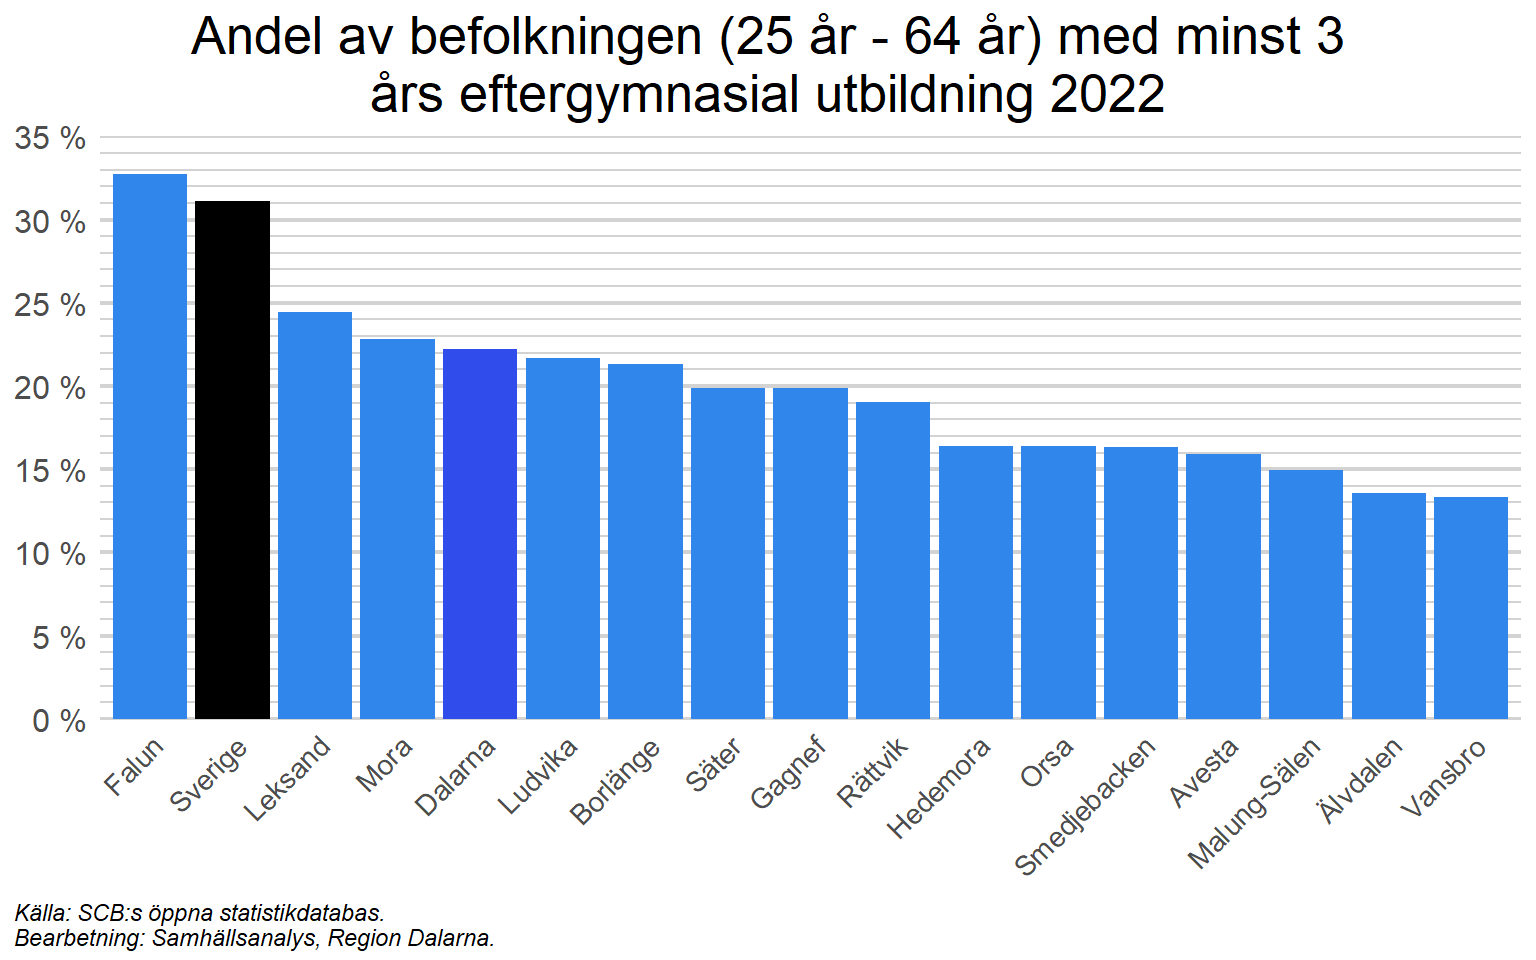 Andel av befolkningen (25 år - 64 år) med minst 3
års eftergymnasial utbildning 2022
35 %
30 %
25 %
20 %
15 %
10 %
5 %
0 %
Falun
Sverige
Leksand
Mora
Dalarna
Ludvika
Borlänge
Säter
Gagnef
Rättvik
Hedemora
Orsa
Smedjebacken
Avesta
Malung-Sälen
Älvdalen
Vansbro
Källa: SCB:s öppna statistikdatabas.
Bearbetning: Samhällsanalys, Region Dalarna.